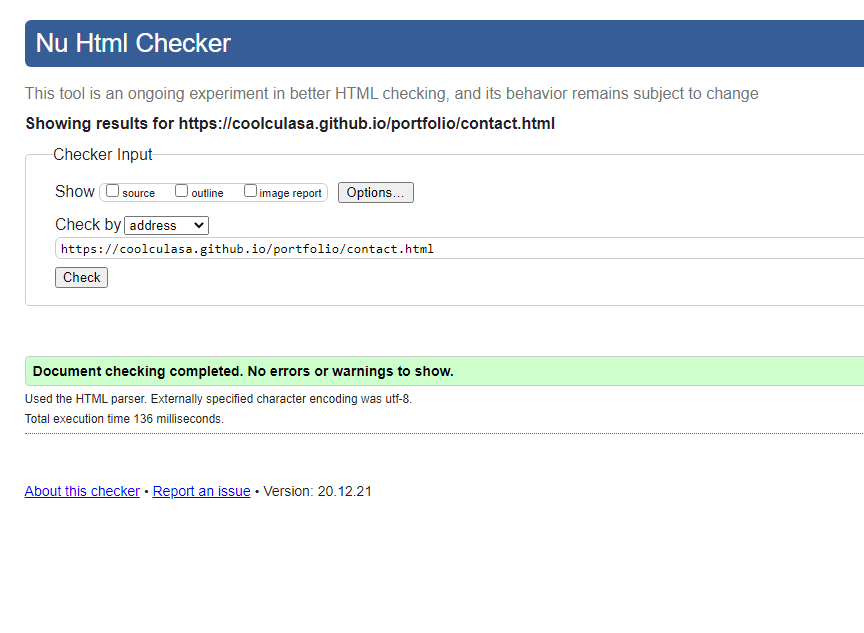 Nu Html Checker
This tool is an ongoing experiment in better HTML checking, and its behavior remains subject to change
Showing results for https://coolculasa.github.io/portfolio/contact.html
Checker Input
Show source outline image report Options...
Check by address
https://coolculasa.github.io/portfolio/contact.html
Check
Document checking completed. No errors or warnings to show.
Used the HTML parser. Externally specified character encoding was utf-8.
Total execution time 136 milliseconds.
About this checker • Report an issue • Version: 20.12.21